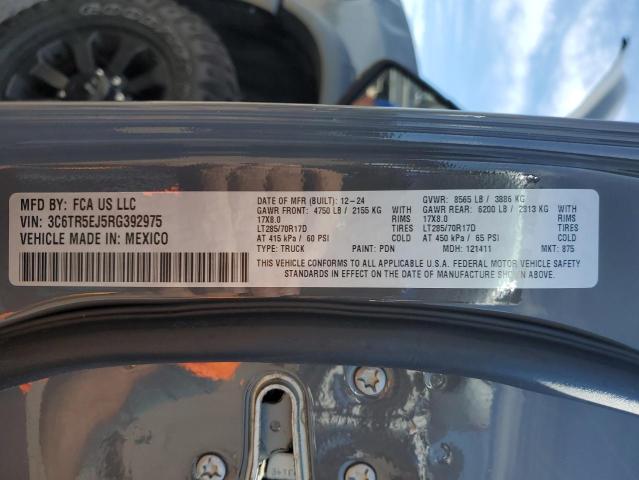 GOODYEAR
MFD BY: FCA US LLC
VIN: 3C6TR5EJ5RG392975
VEHICLE MADE IN: MEXICO
DATE OF MFR (BUILT): 12-24
GAWR FRONT: 4750 LB / 2155 KG
17X8.0 RIMS
LT285/70R17D TIRES
AT 415 kPa / 60 PSI COLD
TYPE: TRUCK PAINT: PDN
GVWR: 8565 LB / 3886 KG
GAWR REAR: 6200 LB / 2813 KG
17X8.0 RIMS
LT285/70R17D TIRES
AT 450 kPa / 65 PSI COLD
MDH: 121411 MKT: 875
THIS VEHICLE CONFORMS TO ALL APPLICABLE U.S.A. FEDERAL MOTOR VEHICLE SAFETY
STANDARDS IN EFFECT ON THE DATE OF MANUFACTURE SHOWN ABOVE.